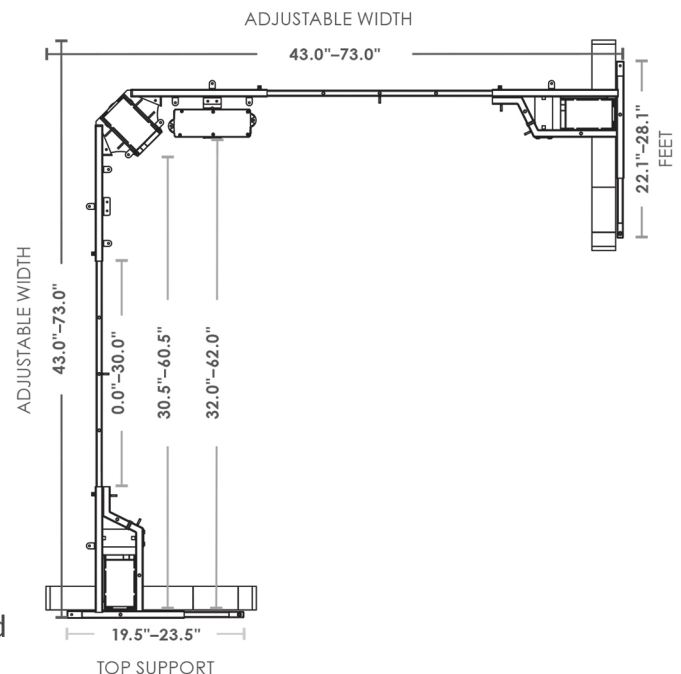 ADJUSTABLE WIDTH
43.0"–73.0"
22.1"–28.1"
FEET
ADJUSTABLE WIDTH
43.0"–73.0"
0.0"–30.0"
30.5"–60.5"
32.0"–62.0"
d
19.5"–23.5"
TOP SUPPORT